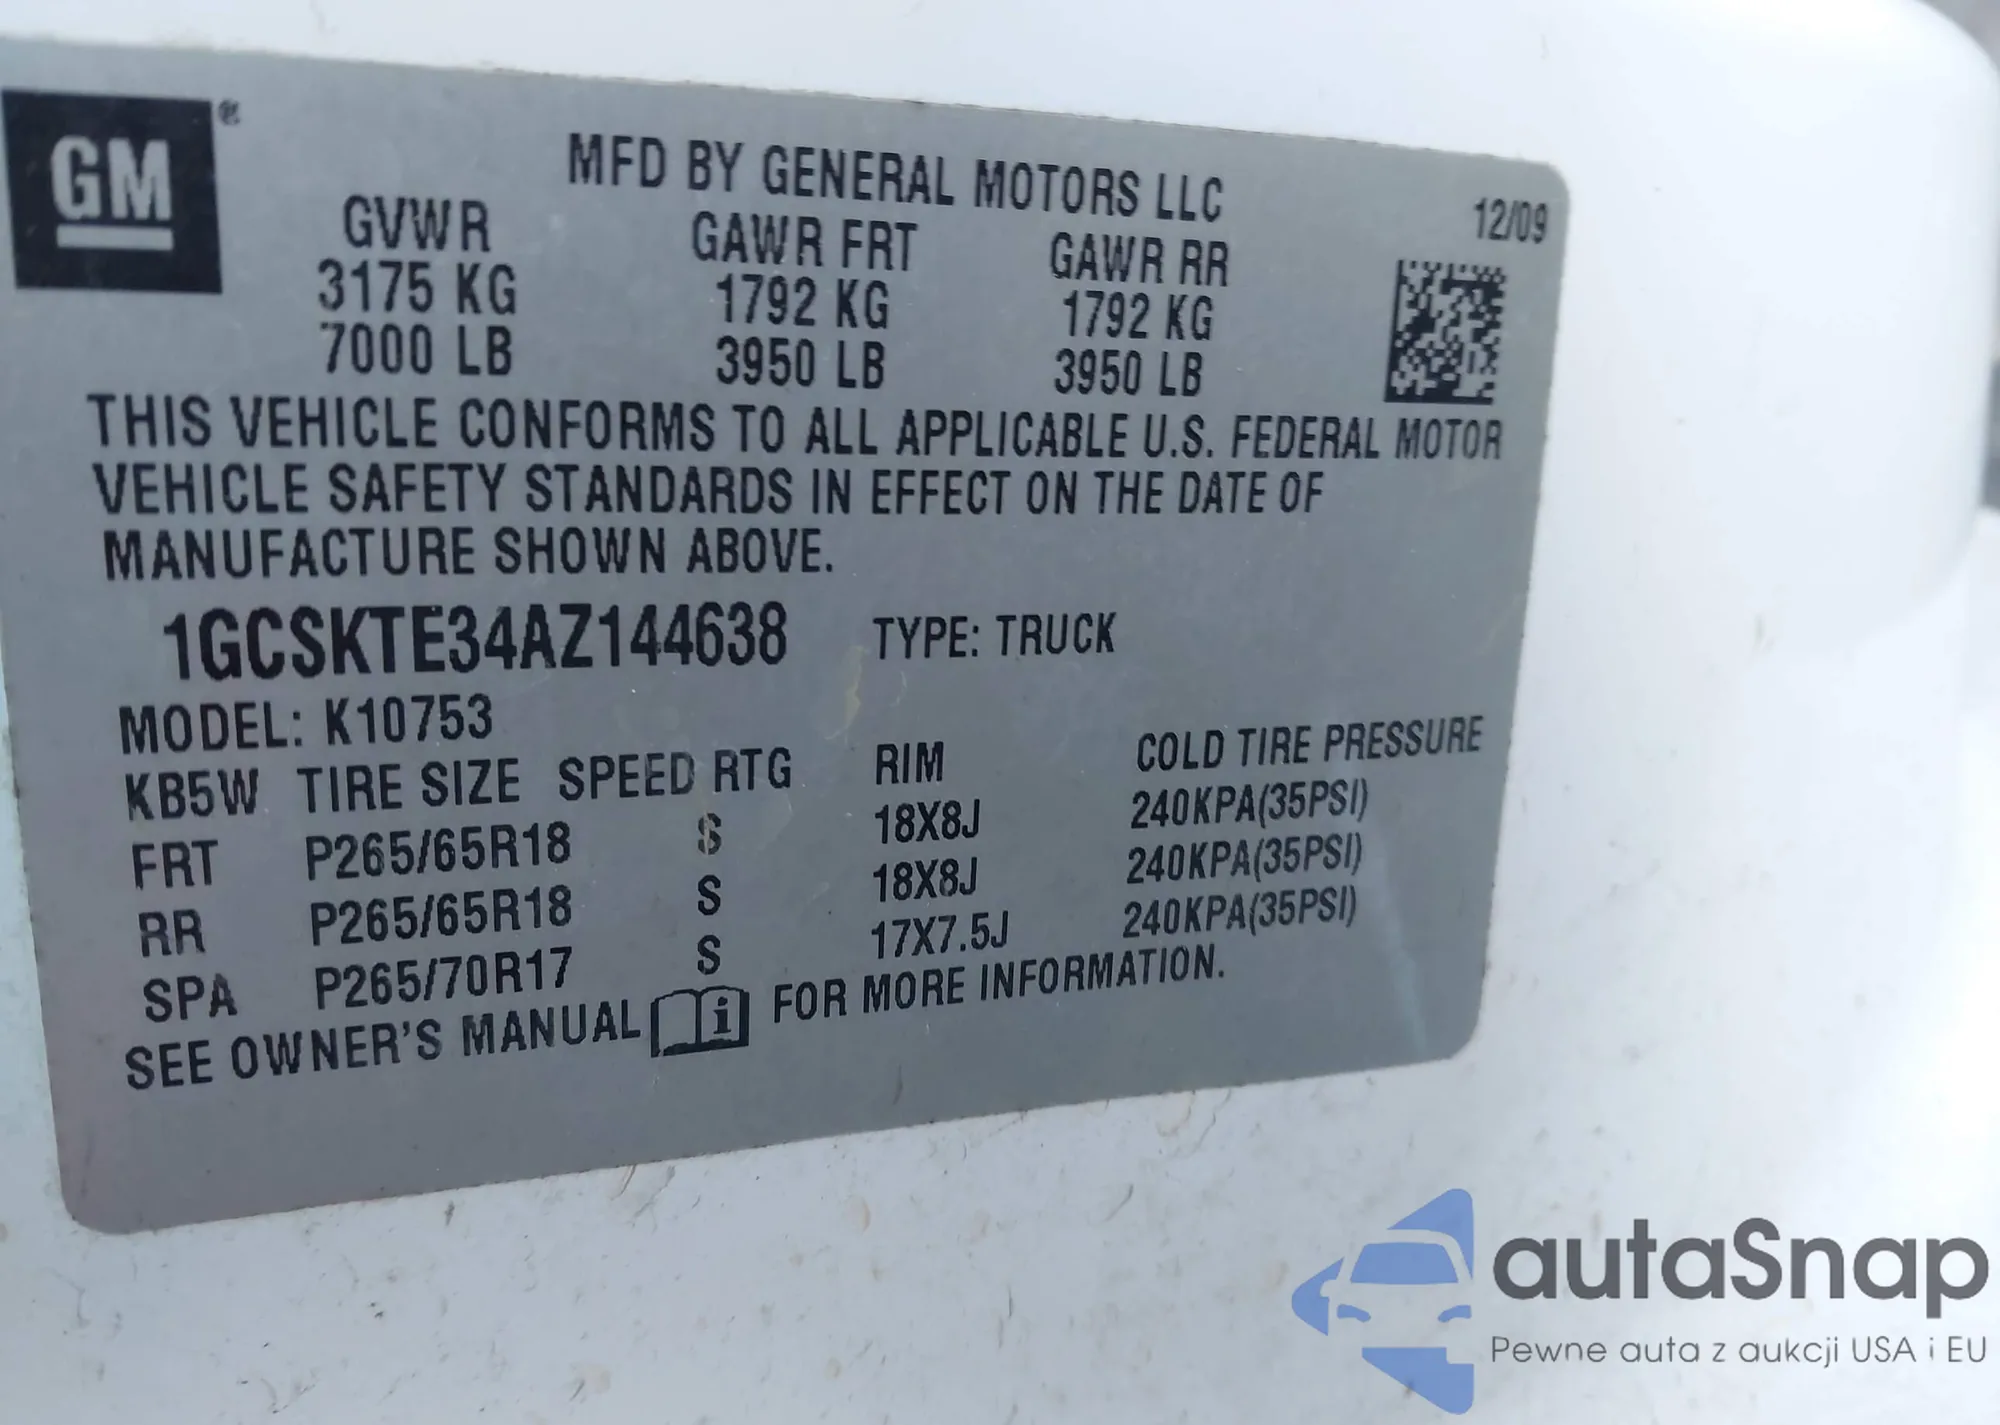 GM®
MFD BY GENERAL MOTORS LLC
12/09
GVWR GAWR FRT GAWR RR
3175 KG 1792 KG 1792 KG
7000 LB 3950 LB 3950 LB
THIS VEHICLE CONFORMS TO ALL APPLICABLE U.S. FEDERAL MOTOR
VEHICLE SAFETY STANDARDS IN EFFECT ON THE DATE OF
MANUFACTURE SHOWN ABOVE.
1GCSKTE34AZ144638 TYPE: TRUCK
MODEL: K10753
KB5W TIRE SIZE SPEED RTG RIM COLD TIRE PRESSURE
FRT P265/65R18 S 18X8J 240KPA(35PSI)
RR P265/65R18 S 18X8J 240KPA(35PSI)
SPA P265/70R17 S 17X7.5J 240KPA(35PSI)
SEE OWNER'S MANUAL i FOR MORE INFORMATION.
autaSnap
Pewne auta z aukcji USA i EU